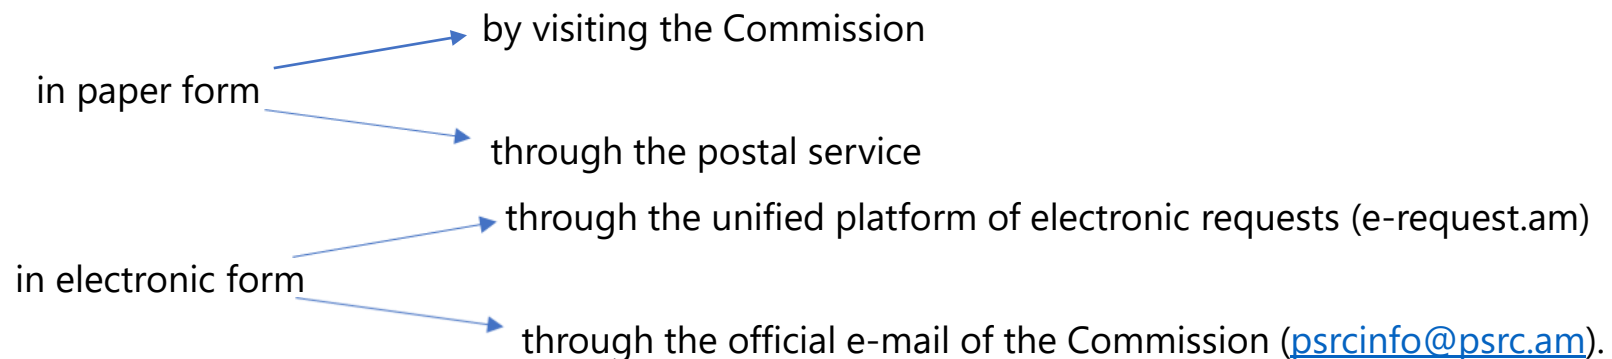 by visiting the Commission
in paper form
through the postal service
through the unified platform of electronic requests (e-request.am)
in electronic form
through the official e-mail of the Commission (psrcinfo@psrc.am).